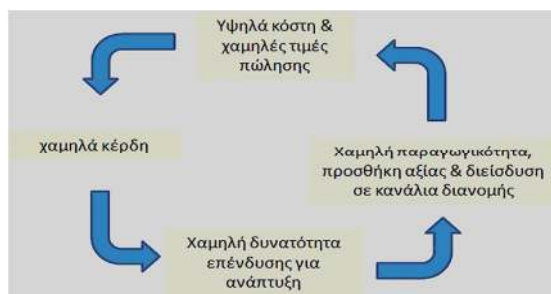 Υψηλά κόστη &
χαμηλές τιμές
πώλησης
χαμηλά κέρδη
Χαμηλή παραγωγικότητα,
προσθήκη αξίας & διείσδυση
σε κανάλια διανομής
Χαμηλή δυνατότητα
επένδυσης για
ανάπτυξη